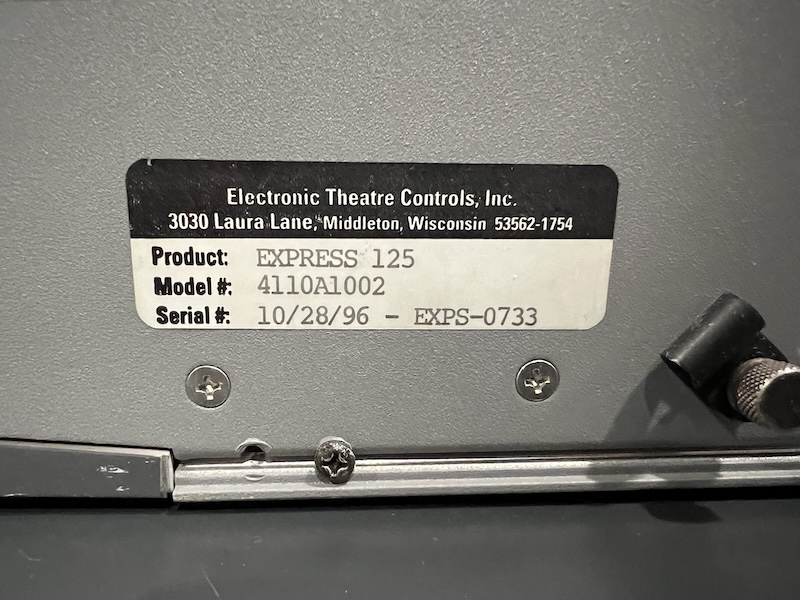 Electronic Theatre Controls, Inc.
3030 Laura Lane, Middleton, Wisconsin 53562-1754
Product: EXPRESS 125
Model #: 4110A1002
Serial #: 10/28/96 - EXPS-0733